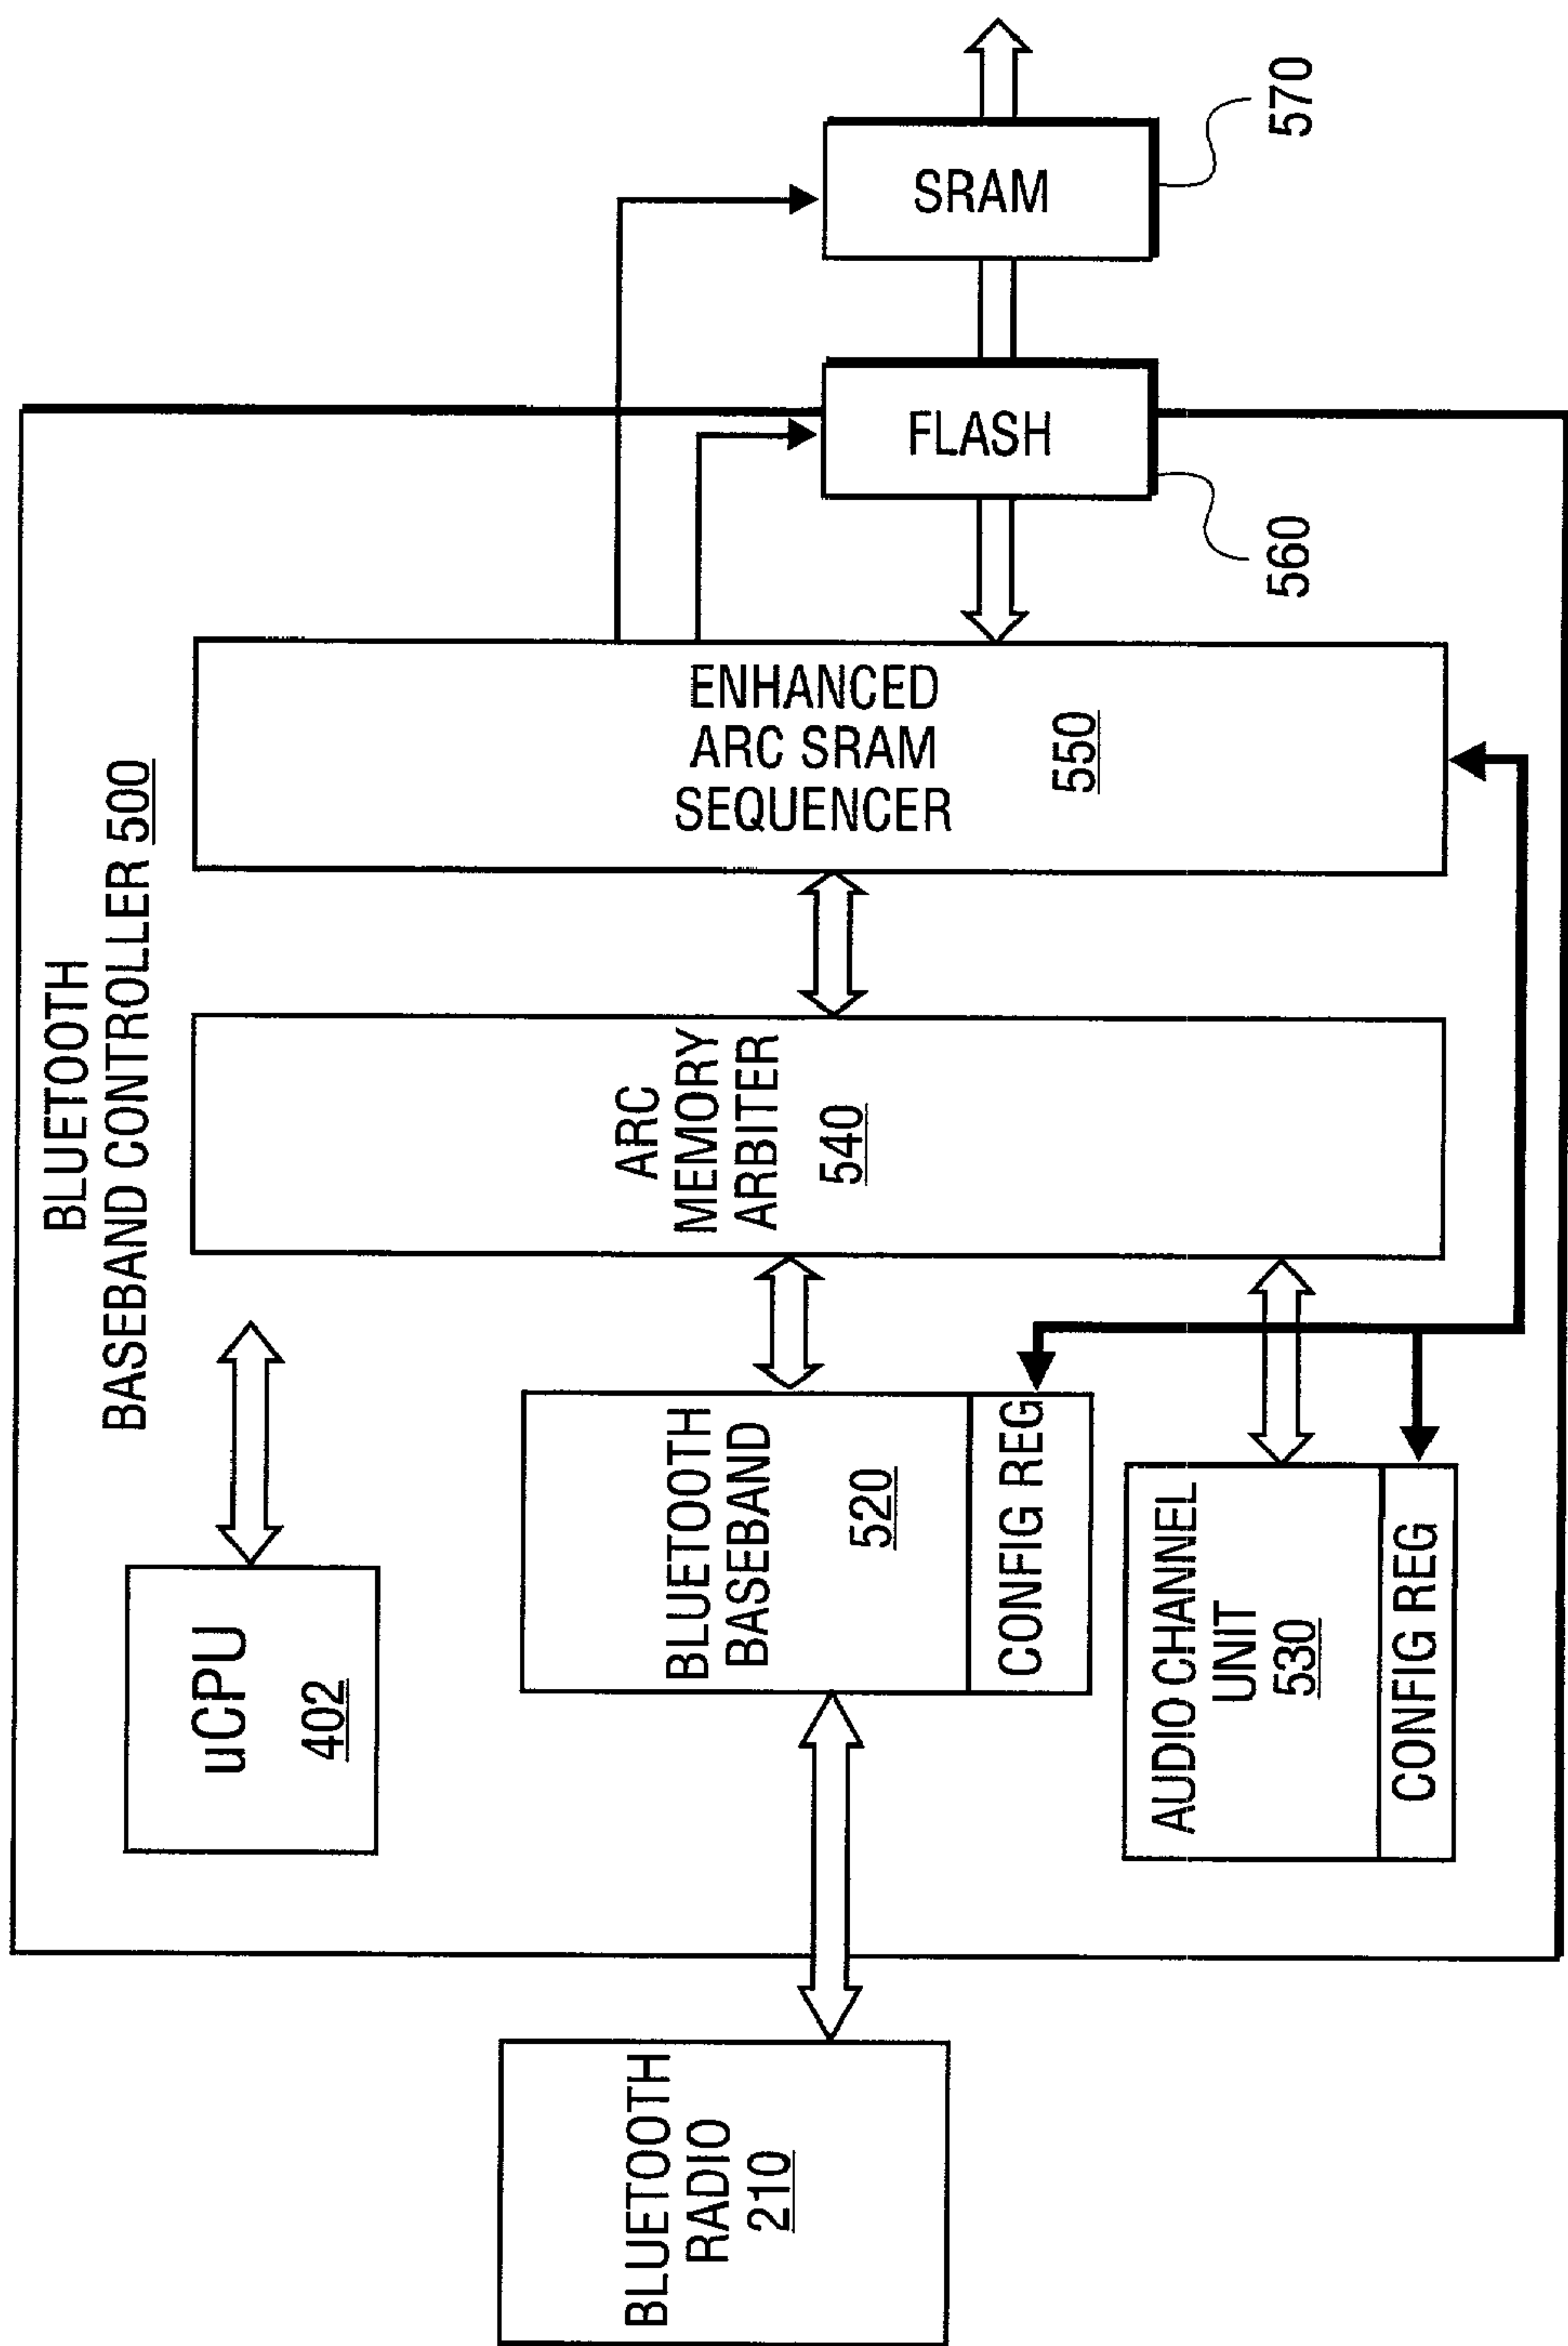 BLUETOOTH
BASEBAND CONTROLLER 500
uCPU
402
BLUETOOTH
RADIO
210
BLUETOOTH
BASEBAND
520
CONFIG REG
AUDIO CHANNEL
UNIT
530
CONFIG REG
ARC
MEMORY
ARBITER
540
ENHANCED
ARC SRAM
SEQUENCER
550
FLASH
560
SRAM
570